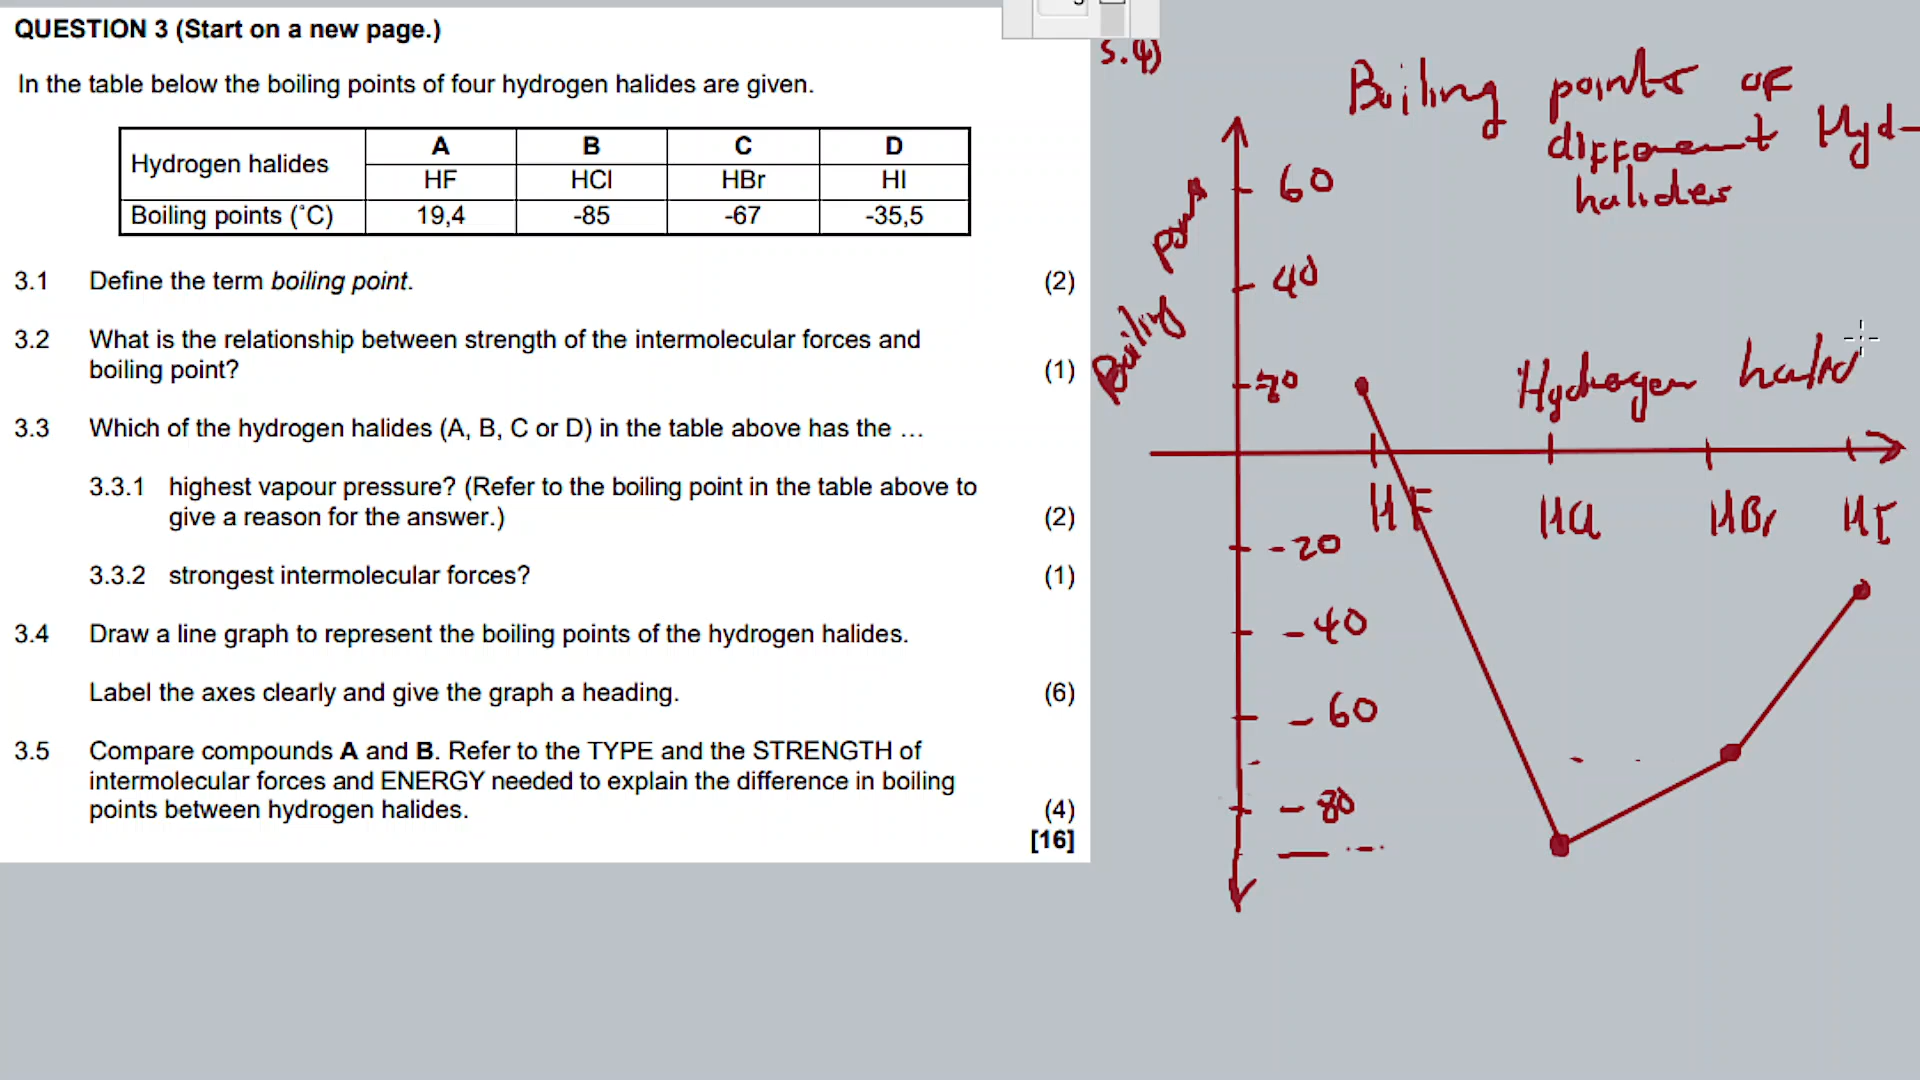 QUESTION 3 (Start on a new page.)
In the table below the boiling points of four hydrogen halides are given.
Hydrogen halides A B C D
HF HCl HBr HI
Boiling points (˚C) 19,4 -85 -67 -35,5
3.1 Define the term boiling point. (2)
3.2 What is the relationship between strength of the intermolecular forces and
boiling point? (1)
3.3 Which of the hydrogen halides (A, B, C or D) in the table above has the …
3.3.1 highest vapour pressure? (Refer to the boiling point in the table above to
give a reason for the answer.) (2)
3.3.2 strongest intermolecular forces? (1)
3.4 Draw a line graph to represent the boiling points of the hydrogen halides.
Label the axes clearly and give the graph a heading. (6)
3.5 Compare compounds A and B. Refer to the TYPE and the STRENGTH of
intermolecular forces and ENERGY needed to explain the difference in boiling
points between hydrogen halides. (4)
[16]
Boiling points of
different Hyd-
halides
Boiling Points
60
40
20
Hydrogen halid
HF HCl HBr HI
-20
-40
-60
-80